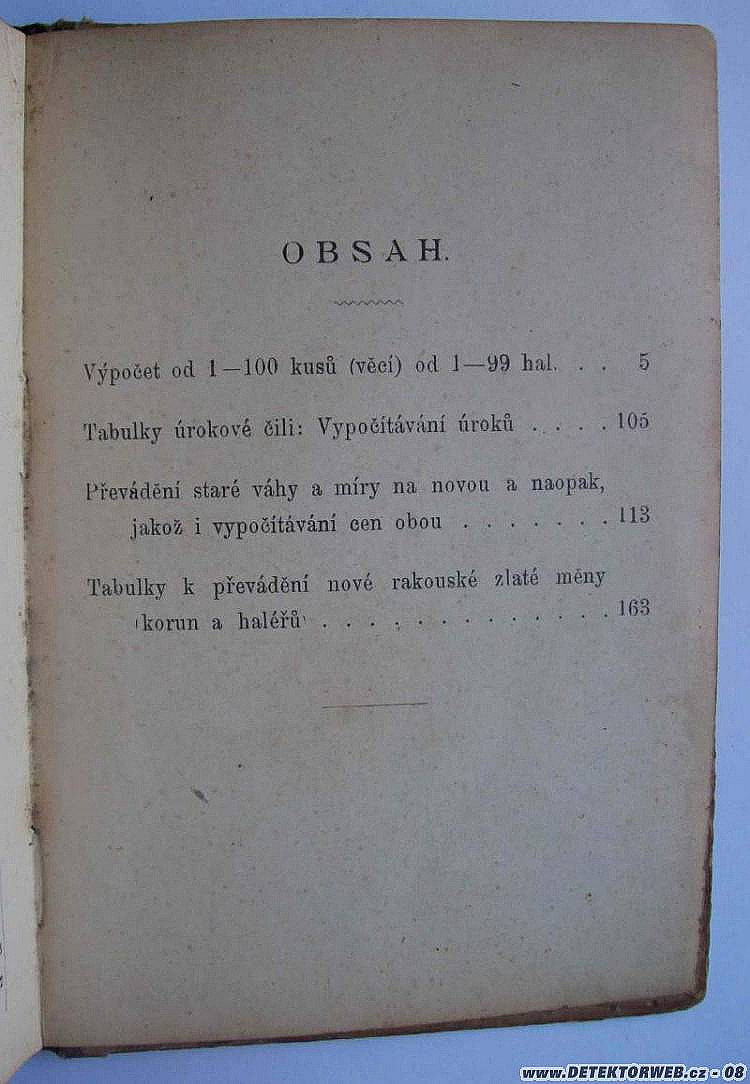 OBSAH.
Výpočet od 1—100 kusů (věcí) od 1—99 hal. . . 5
Tabulky úrokové čili: Vypočítávání úroků . . . . 105
Převádění staré váhy a míry na novou a naopak,
jakož i vypočítávání cen obou . . . . . . . 113
Tabulky k převádění nové rakouské zlaté měny
(korun a haléřů) . . . . . . . . . . . . . 163
www.DETEKTORWEB.cz - 08